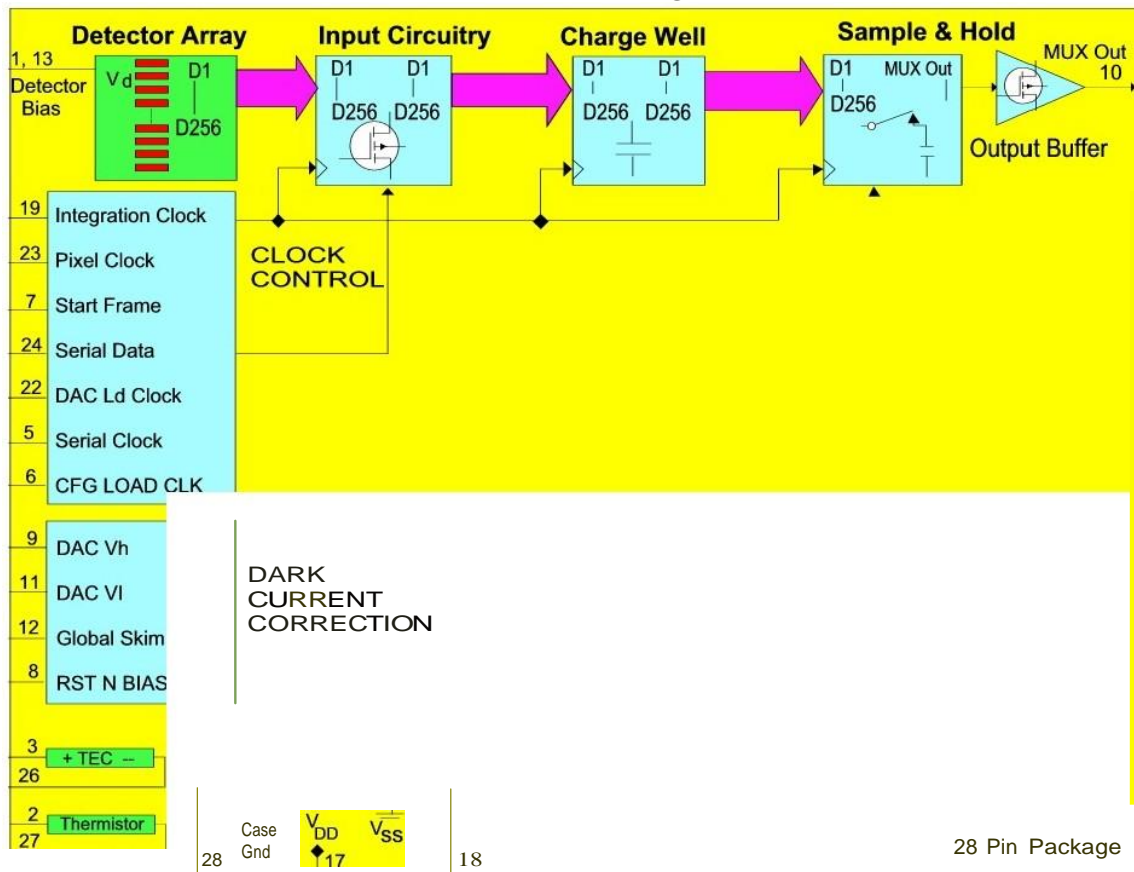 Detector Array
Input Circuitry
Charge Well
Sample & Hold
1, 13
Detector
Bias
Vd
D1
D256
D1 D1
D256 D256
D1 D1
D256 D256
D1 MUX Out
D256
MUX Out
10
Output Buffer
19 Integration Clock
23 Pixel Clock
7 Start Frame
24 Serial Data
22 DAC Ld Clock
5 Serial Clock
6 CFG LOAD CLK
CLOCK
CONTROL
9 DAC Vh
11 DAC Vl
12 Global Skim
8 RST N BIAS
DARK
CURRENT
CORRECTION
3 + TEC --
26
2 Thermistor
27
28
Case
Gnd
VDD
17
VSS
18
28 Pin Package